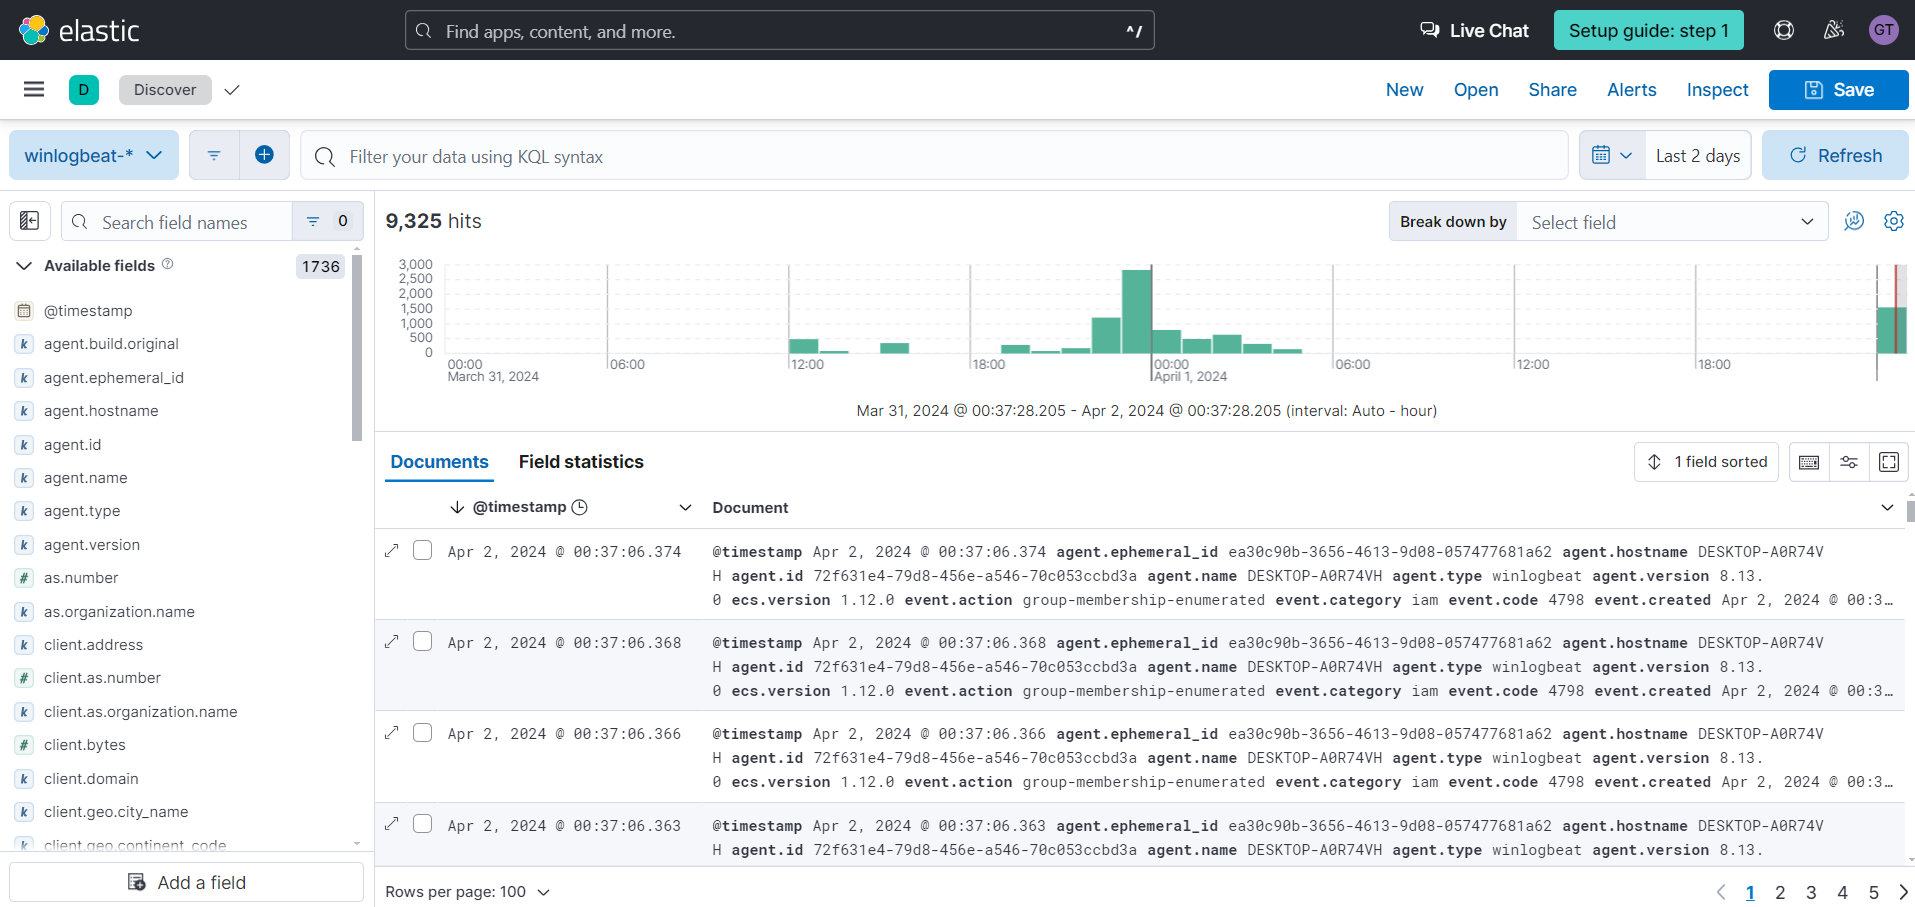 elastic
Find apps, content, and more.
^/
Live Chat
Setup guide: step 1
GT
D
Discover
New
Open
Share
Alerts
Inspect
Save
winlogbeat-*
Filter your data using KQL syntax
Last 2 days
Refresh
Search field names
0
9,325 hits
Break down by
Select field
Available fields
1736
@timestamp
agent.build.original
agent.ephemeral_id
agent.hostname
agent.id
agent.name
agent.type
agent.version
as.number
as.organization.name
client.address
client.as.number
client.as.organization.name
client.bytes
client.domain
client.geo.city_name
client.geo.continent_code
Add a field
3,000
2,500
2,000
1,500
1,000
500
0
00:00
March 31, 2024
06:00
12:00
18:00
00:00
April 1, 2024
06:00
12:00
18:00
Mar 31, 2024 @ 00:37:28.205 - Apr 2, 2024 @ 00:37:28.205 (interval: Auto - hour)
Documents
Field statistics
1 field sorted
@timestamp
Document
Apr 2, 2024 @ 00:37:06.374
@timestamp Apr 2, 2024 @ 00:37:06.374 agent.ephemeral_id ea30c90b-3656-4613-9d08-057477681a62 agent.hostname DESKTOP-A0R74V
H agent.id 72f631e4-79d8-456e-a546-70c053ccbd3a agent.name DESKTOP-A0R74VH agent.type winlogbeat agent.version 8.13.
0 ecs.version 1.12.0 event.action group-membership-enumerated event.category iam event.code 4798 event.created Apr 2, 2024 @ 00:3…
Apr 2, 2024 @ 00:37:06.368
@timestamp Apr 2, 2024 @ 00:37:06.368 agent.ephemeral_id ea30c90b-3656-4613-9d08-057477681a62 agent.hostname DESKTOP-A0R74V
H agent.id 72f631e4-79d8-456e-a546-70c053ccbd3a agent.name DESKTOP-A0R74VH agent.type winlogbeat agent.version 8.13.
0 ecs.version 1.12.0 event.action group-membership-enumerated event.category iam event.code 4798 event.created Apr 2, 2024 @ 00:3…
Apr 2, 2024 @ 00:37:06.366
@timestamp Apr 2, 2024 @ 00:37:06.366 agent.ephemeral_id ea30c90b-3656-4613-9d08-057477681a62 agent.hostname DESKTOP-A0R74V
H agent.id 72f631e4-79d8-456e-a546-70c053ccbd3a agent.name DESKTOP-A0R74VH agent.type winlogbeat agent.version 8.13.
0 ecs.version 1.12.0 event.action group-membership-enumerated event.category iam event.code 4798 event.created Apr 2, 2024 @ 00:3…
Apr 2, 2024 @ 00:37:06.363
@timestamp Apr 2, 2024 @ 00:37:06.363 agent.ephemeral_id ea30c90b-3656-4613-9d08-057477681a62 agent.hostname DESKTOP-A0R74V
H agent.id 72f631e4-79d8-456e-a546-70c053ccbd3a agent.name DESKTOP-A0R74VH agent.type winlogbeat agent.version 8.13.
Rows per page: 100
1 2 3 4 5